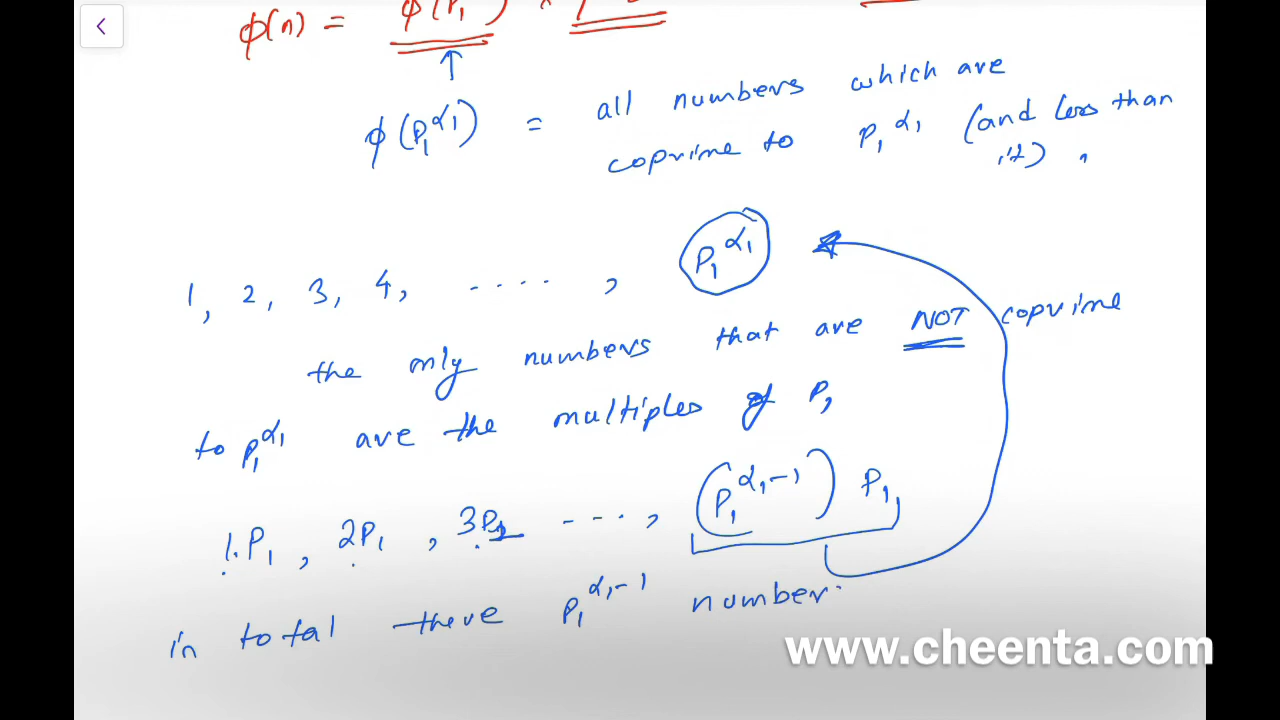 φ(n) = φ(P₁ ) ×
φ(P₁^α₁) = all numbers which are
coprime to P₁^α₁ (and less than
it).
1, 2, 3, 4, ....., P₁^α₁
the only numbers that are NOT coprime
to P₁^α₁ are the multiples of P₁
1.P₁, 2P₁, 3P₁ ----, (P₁^α₁-1) P₁
in total there P₁^α₁-1 number
www.cheenta.com